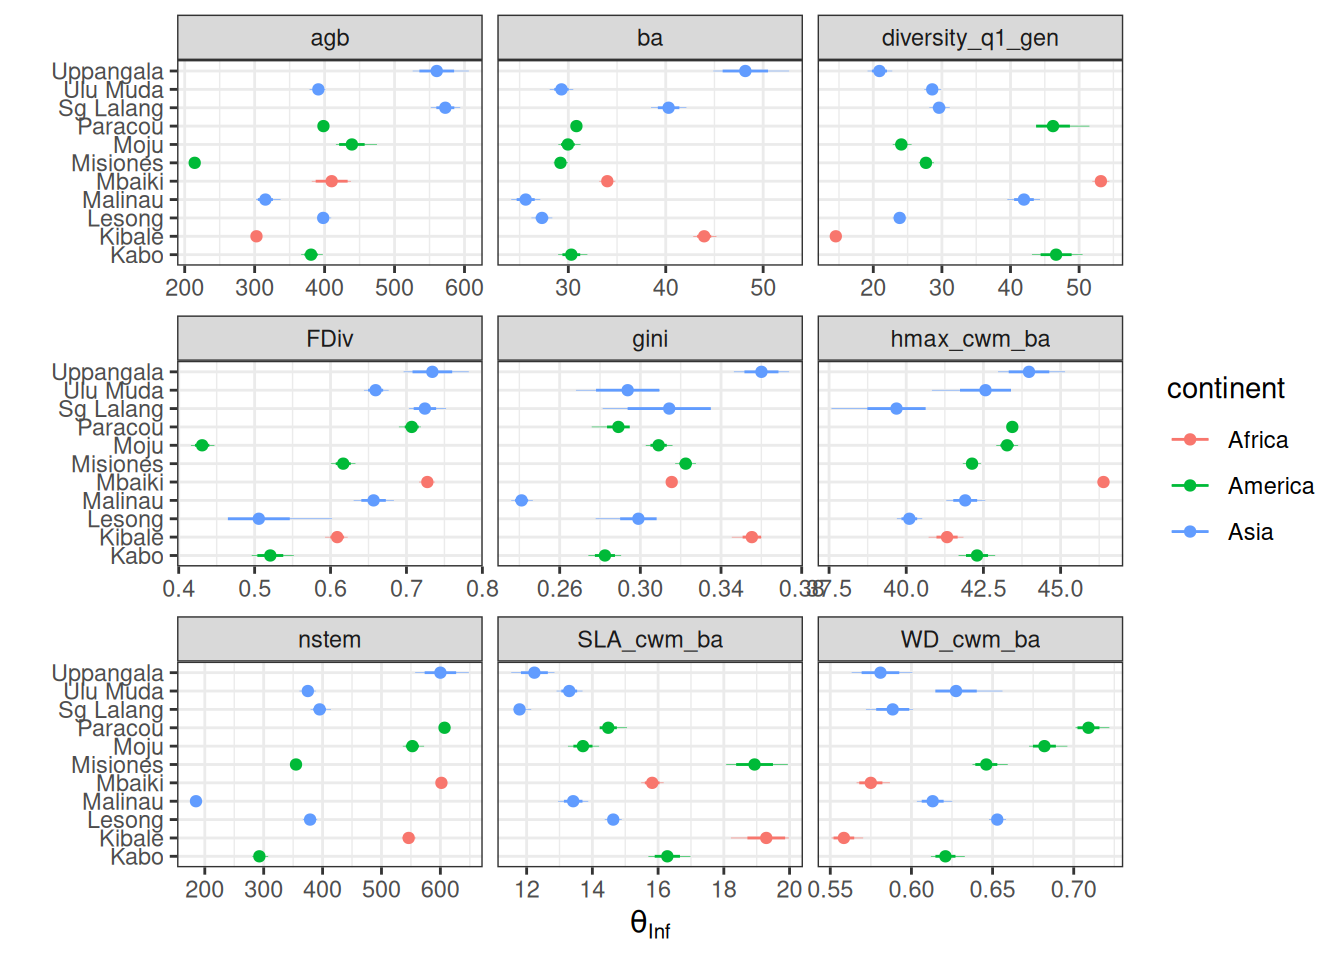 agb ba diversity_q1_gen
Uppangala
Ulu Muda
Sg Lalang
Paracou
Moju
Misiones
Mbaiki
Malinau
Lesong
Kibale
Kabo
200 300 400 500 600 30 40 50 20 30 40 50
FDiv gini hmax_cwm_ba
Uppangala
Ulu Muda
Sg Lalang
Paracou
Moju
Misiones
Mbaiki
Malinau
Lesong
Kibale
Kabo
0.4 0.5 0.6 0.7 0.8 0.26 0.30 0.34 0.38 37.5 40.0 42.5 45.0
continent
Africa
America
Asia
nstem SLA_cwm_ba WD_cwm_ba
Uppangala
Ulu Muda
Sg Lalang
Paracou
Moju
Misiones
Mbaiki
Malinau
Lesong
Kibale
Kabo
200 300 400 500 600 12 14 16 18 20 0.55 0.60 0.65 0.70
θInf